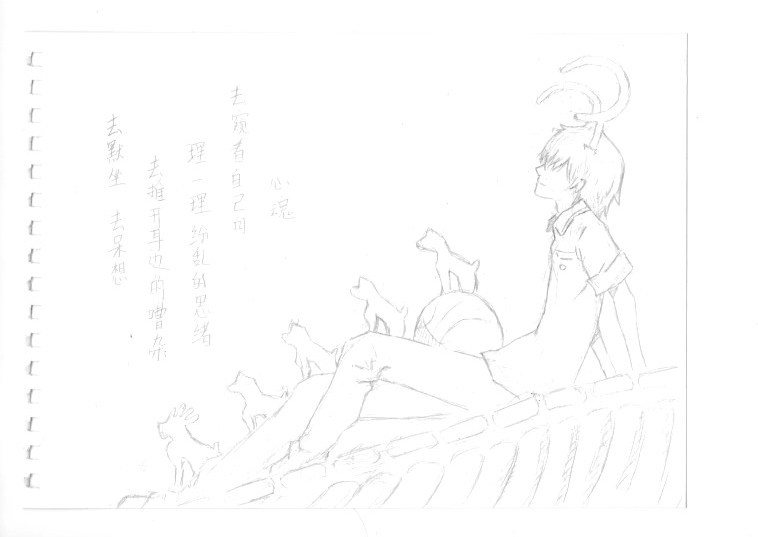 心魂
去窥看自己的
理一理纷乱的思绪
去推开耳边的嘈杂
去默坐 去呆想